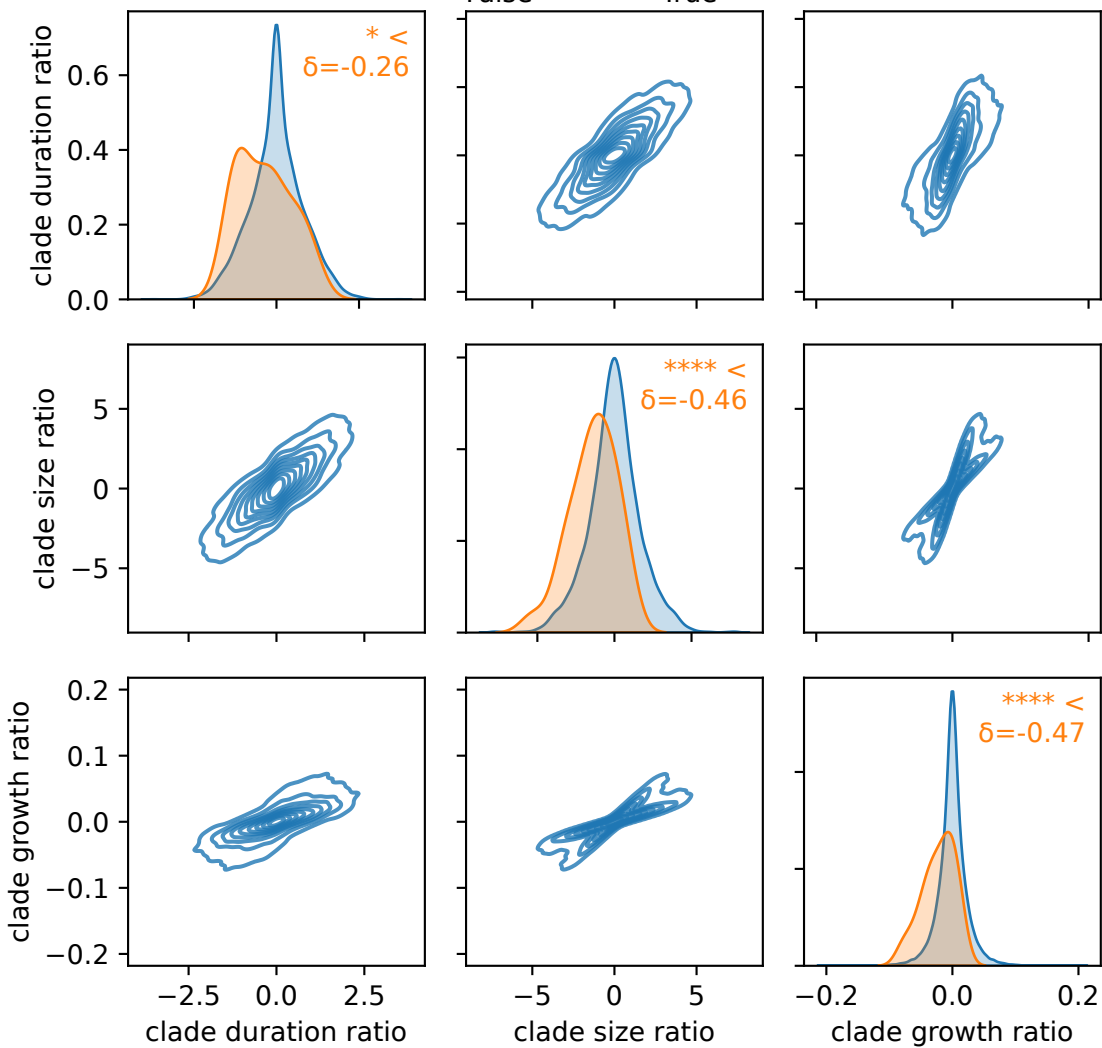 clade duration ratio
0.6
0.4
0.2
0.0
* <
δ=-0.26
clade size ratio
5
0
−5
**** <
δ=-0.46
clade growth ratio
0.2
0.1
0.0
−0.1
−0.2
**** <
δ=-0.47
−2.5 0.0 2.5
−5 0 5
−0.2 0.0 0.2
clade duration ratio
clade size ratio
clade growth ratio